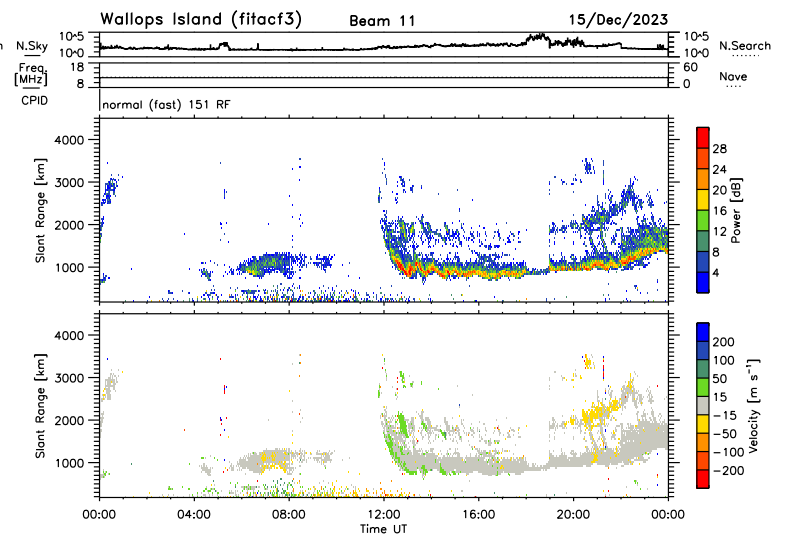 Wallops Island (fitacf3) Beam 11 15/Dec/2023
n N.Sky 10^5 10^0 10^5 10^0 N.Search
Freq. [MHz] 18 8 60 0 Nave
CPID normal (fast) 151 RF
4000
3000
2000
1000
Slant Range [km]
28
24
20
16
12
8
4
Power [dB]
4000
3000
2000
1000
Slant Range [km]
200
100
50
15
-15
-50
-100
-200
Velocity [m s⁻¹]
00:00 04:00 08:00 12:00 16:00 20:00 00:00
Time UT